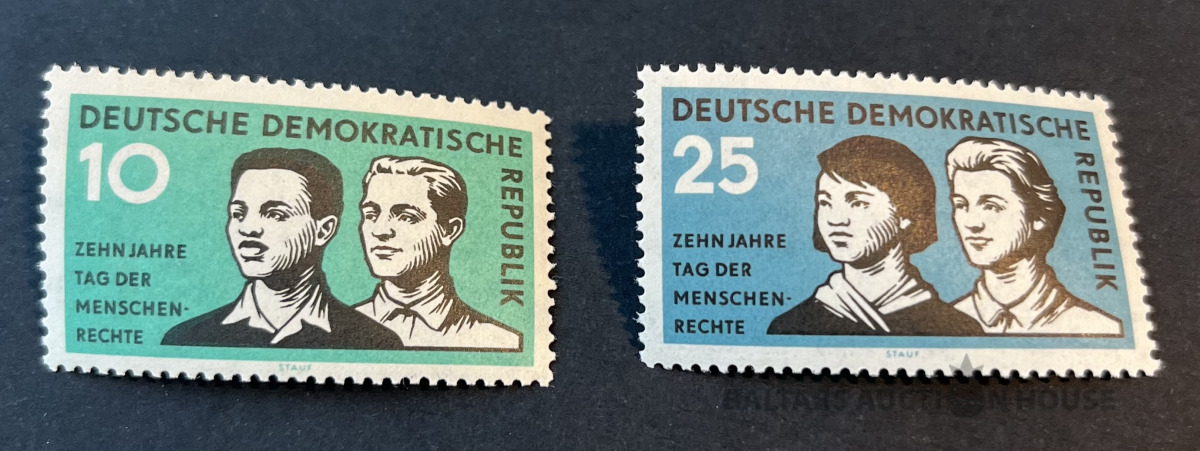 DEUTSCHE DEMOKRATISCHE
REPUBLIK
10
ZEHN JAHRE
TAG DER
MENSCHEN-
RECHTE
STAUF
DEUTSCHE DEMOKRATISCHE
REPUBLIK
25
ZEHN JAHRE
TAG DER
MENSCHEN-
RECHTE
STAUF
BALTARS AUCTION HOUSE